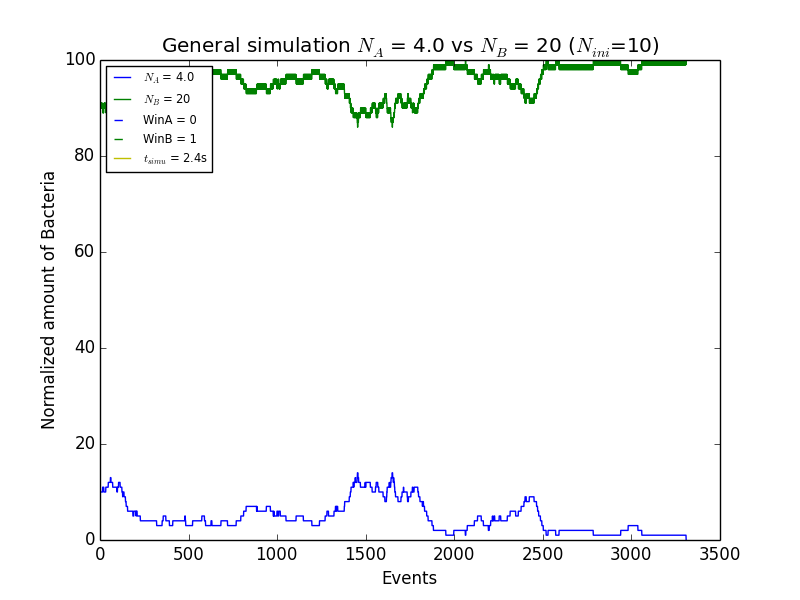 General simulation N_A = 4.0 vs N_B = 20 (N_ini=10)
100
80
60
40
20
0
Normalized amount of Bacteria
N_A = 4.0
N_B = 20
WinA = 0
WinB = 1
t_simu = 2.4s
0 500 1000 1500 2000 2500 3000 3500
Events